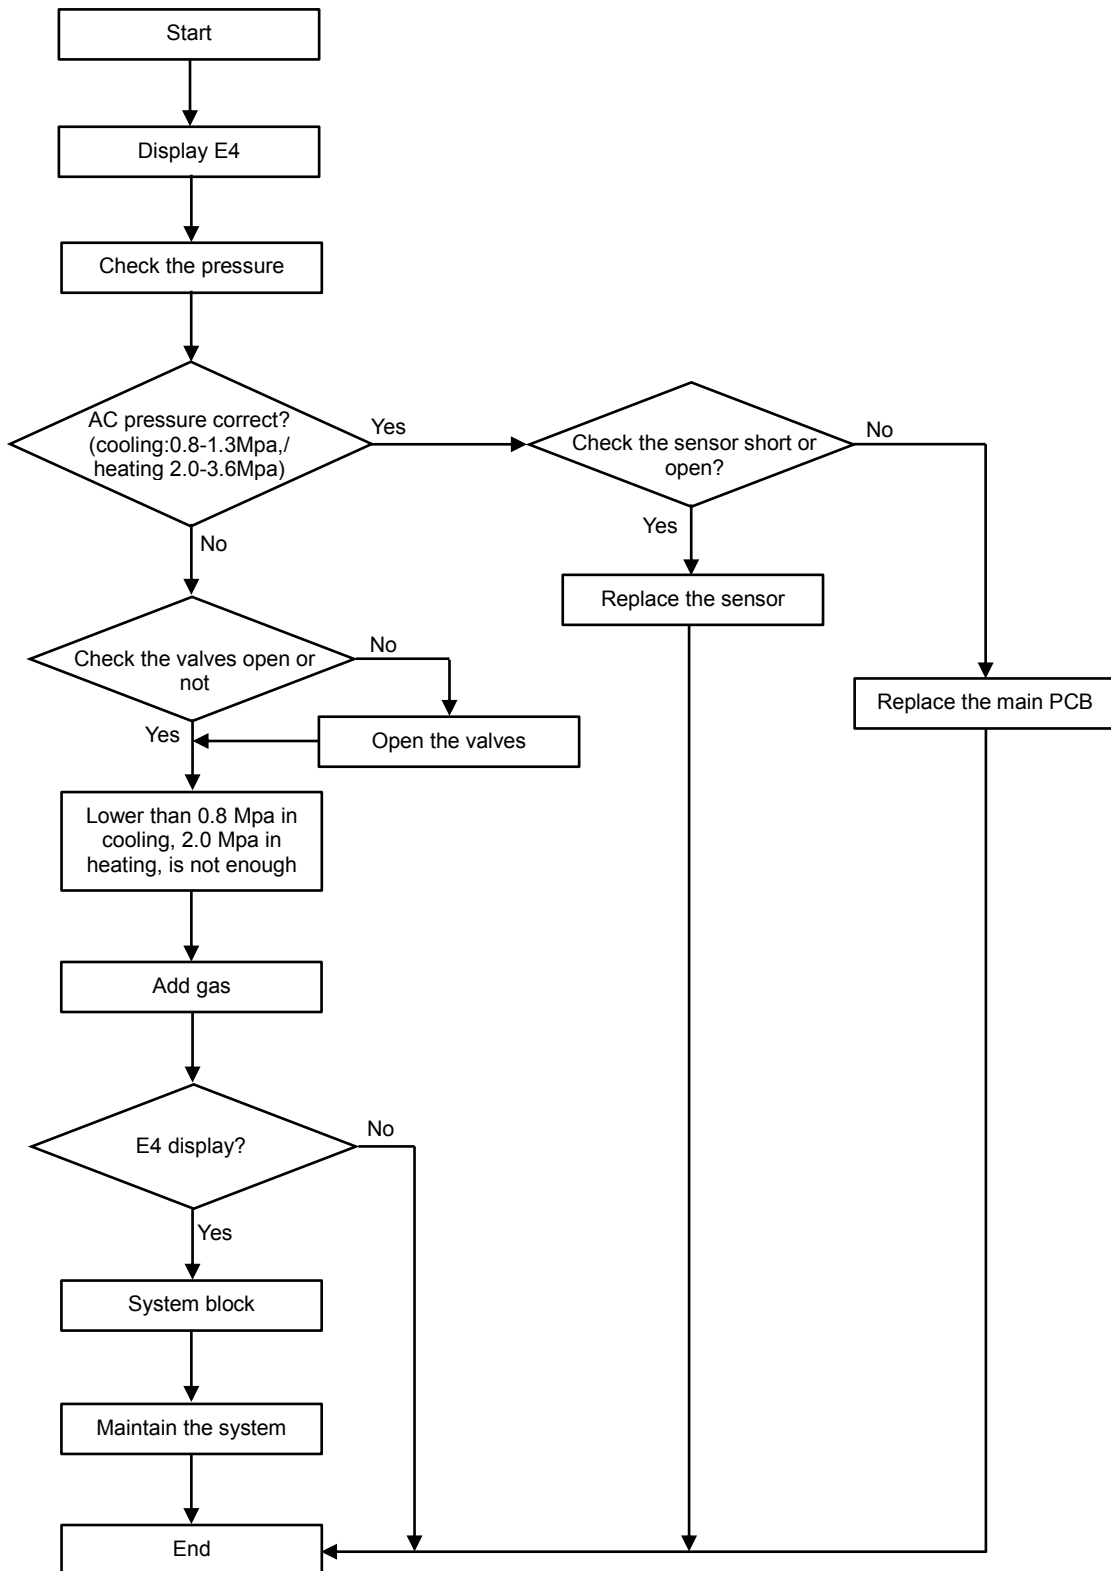 Start
Display E4
Check the pressure
AC pressure correct?
(cooling:0.8-1.3Mpa,/
heating 2.0-3.6Mpa)
Yes
Check the sensor short or
open?
No
No
Yes
Replace the sensor
Check the valves open or
not
No
Replace the main PCB
Yes
Open the valves
Lower than 0.8 Mpa in
cooling, 2.0 Mpa in
heating, is not enough
Add gas
E4 display?
No
Yes
System block
Maintain the system
End